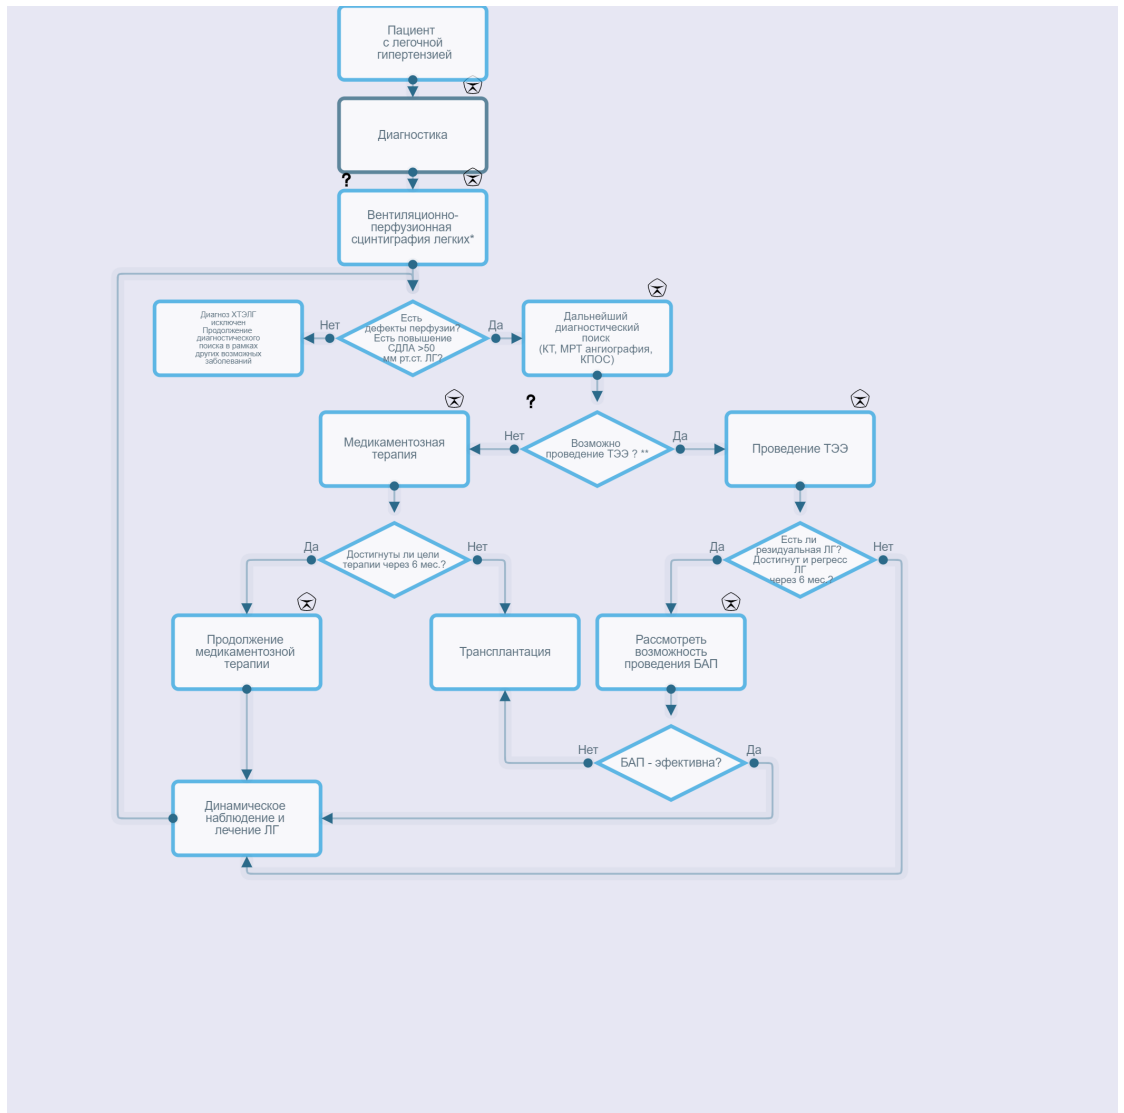 Пациент
с легочной
гипертензией
Диагностика
?
Вентиляционно-
перфузионная
сцинтиграфия легких*
Диагноз ХТЭЛГ
исключен
Продолжение
диагностического
поиска в рамках
других возможных
заболеваний
Нет
Есть
дефекты перфузии?
Есть повышение
СДЛА >50
мм рт.ст. ЛГ?
Да
Дальнейший
диагностический
поиск
(КТ, МРТ ангиография,
КПОС)
?
Медикаментозная
терапия
Нет
Возможно
проведение ТЭЭ ? **
Да
Проведение ТЭЭ
Да
Достигнуты ли цели
терапии через 6 мес.?
Нет
Да
Есть ли
резидуальная ЛГ?
Достигнут и регресс
ЛГ
через 6 мес.?
Нет
Продолжение
медикаментозной
терапии
Трансплантация
Рассмотреть
возможность
проведения БАП
Нет
БАП - эфективна?
Да
Динамическое
наблюдение и
лечение ЛГ